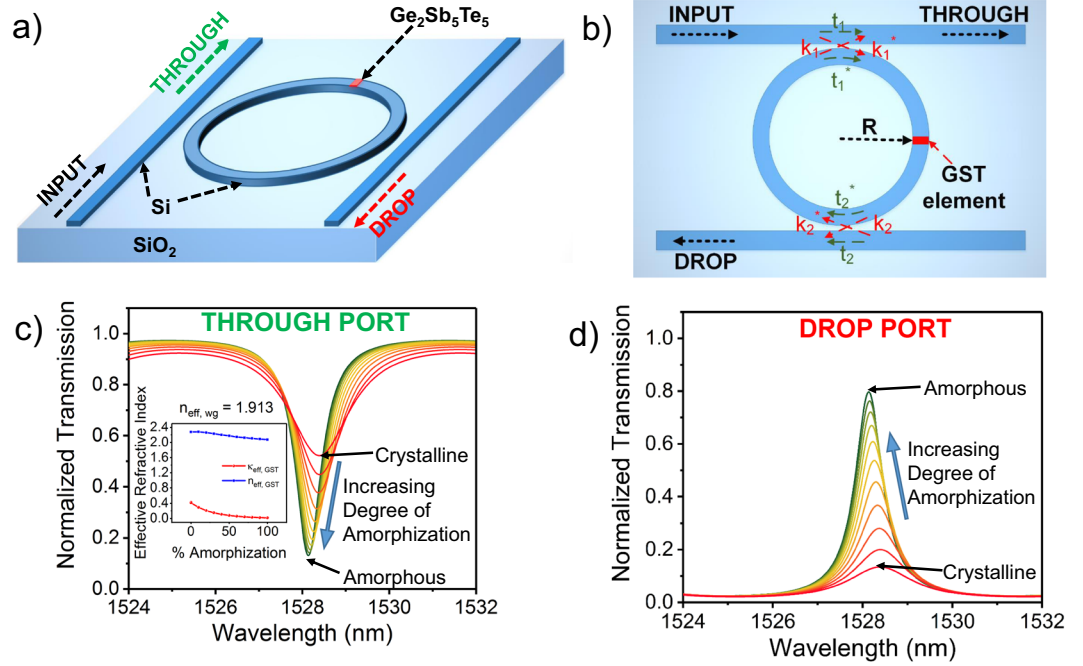 a)
Ge2Sb5Te5
THROUGH
INPUT
Si
DROP
SiO2
b)
INPUT
THROUGH
t1
k1
k1*
t1*
R
GST
element
t2*
k2*
k2
t2
DROP
c)
THROUGH PORT
Normalized Transmission
1.0
0.8
0.6
0.4
0.2
0.0
neff, wg = 1.913
Effective Refractive Index
2.4
1.8
1.2
0.6
0.0
κeff, GST
neff, GST
0
50
100
% Amorphization
Crystalline
Increasing
Degree of
Amorphization
Amorphous
1524
1526
1528
1530
1532
Wavelength (nm)
d)
DROP PORT
Normalized Transmission
1.0
0.8
0.6
0.4
0.2
0.0
Amorphous
Increasing
Degree of
Amorphization
Crystalline
1524
1526
1528
1530
1532
Wavelength (nm)